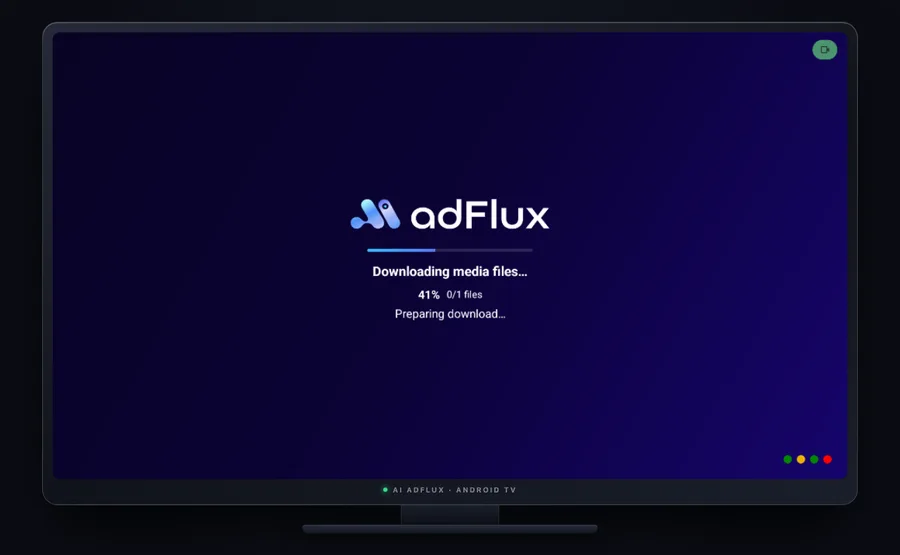 adFlux
Downloading media files...
41% 0/1 files
Preparing download...
AI ADFLUX · ANDROID TV